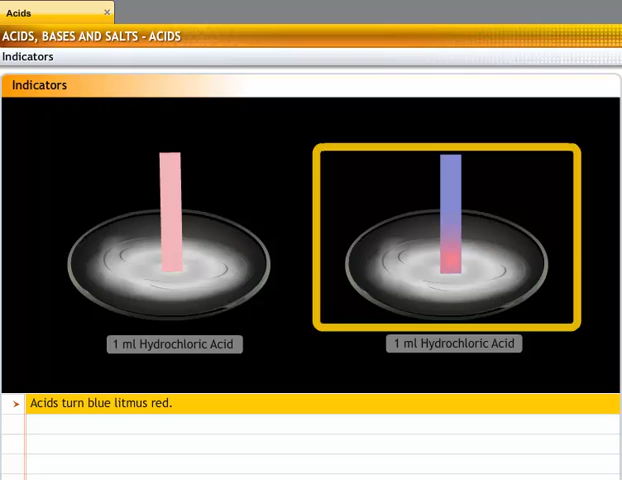 Acids
ACIDS, BASES AND SALTS - ACIDS
Indicators
Indicators
1 ml Hydrochloric Acid
1 ml Hydrochloric Acid
Acids turn blue litmus red.